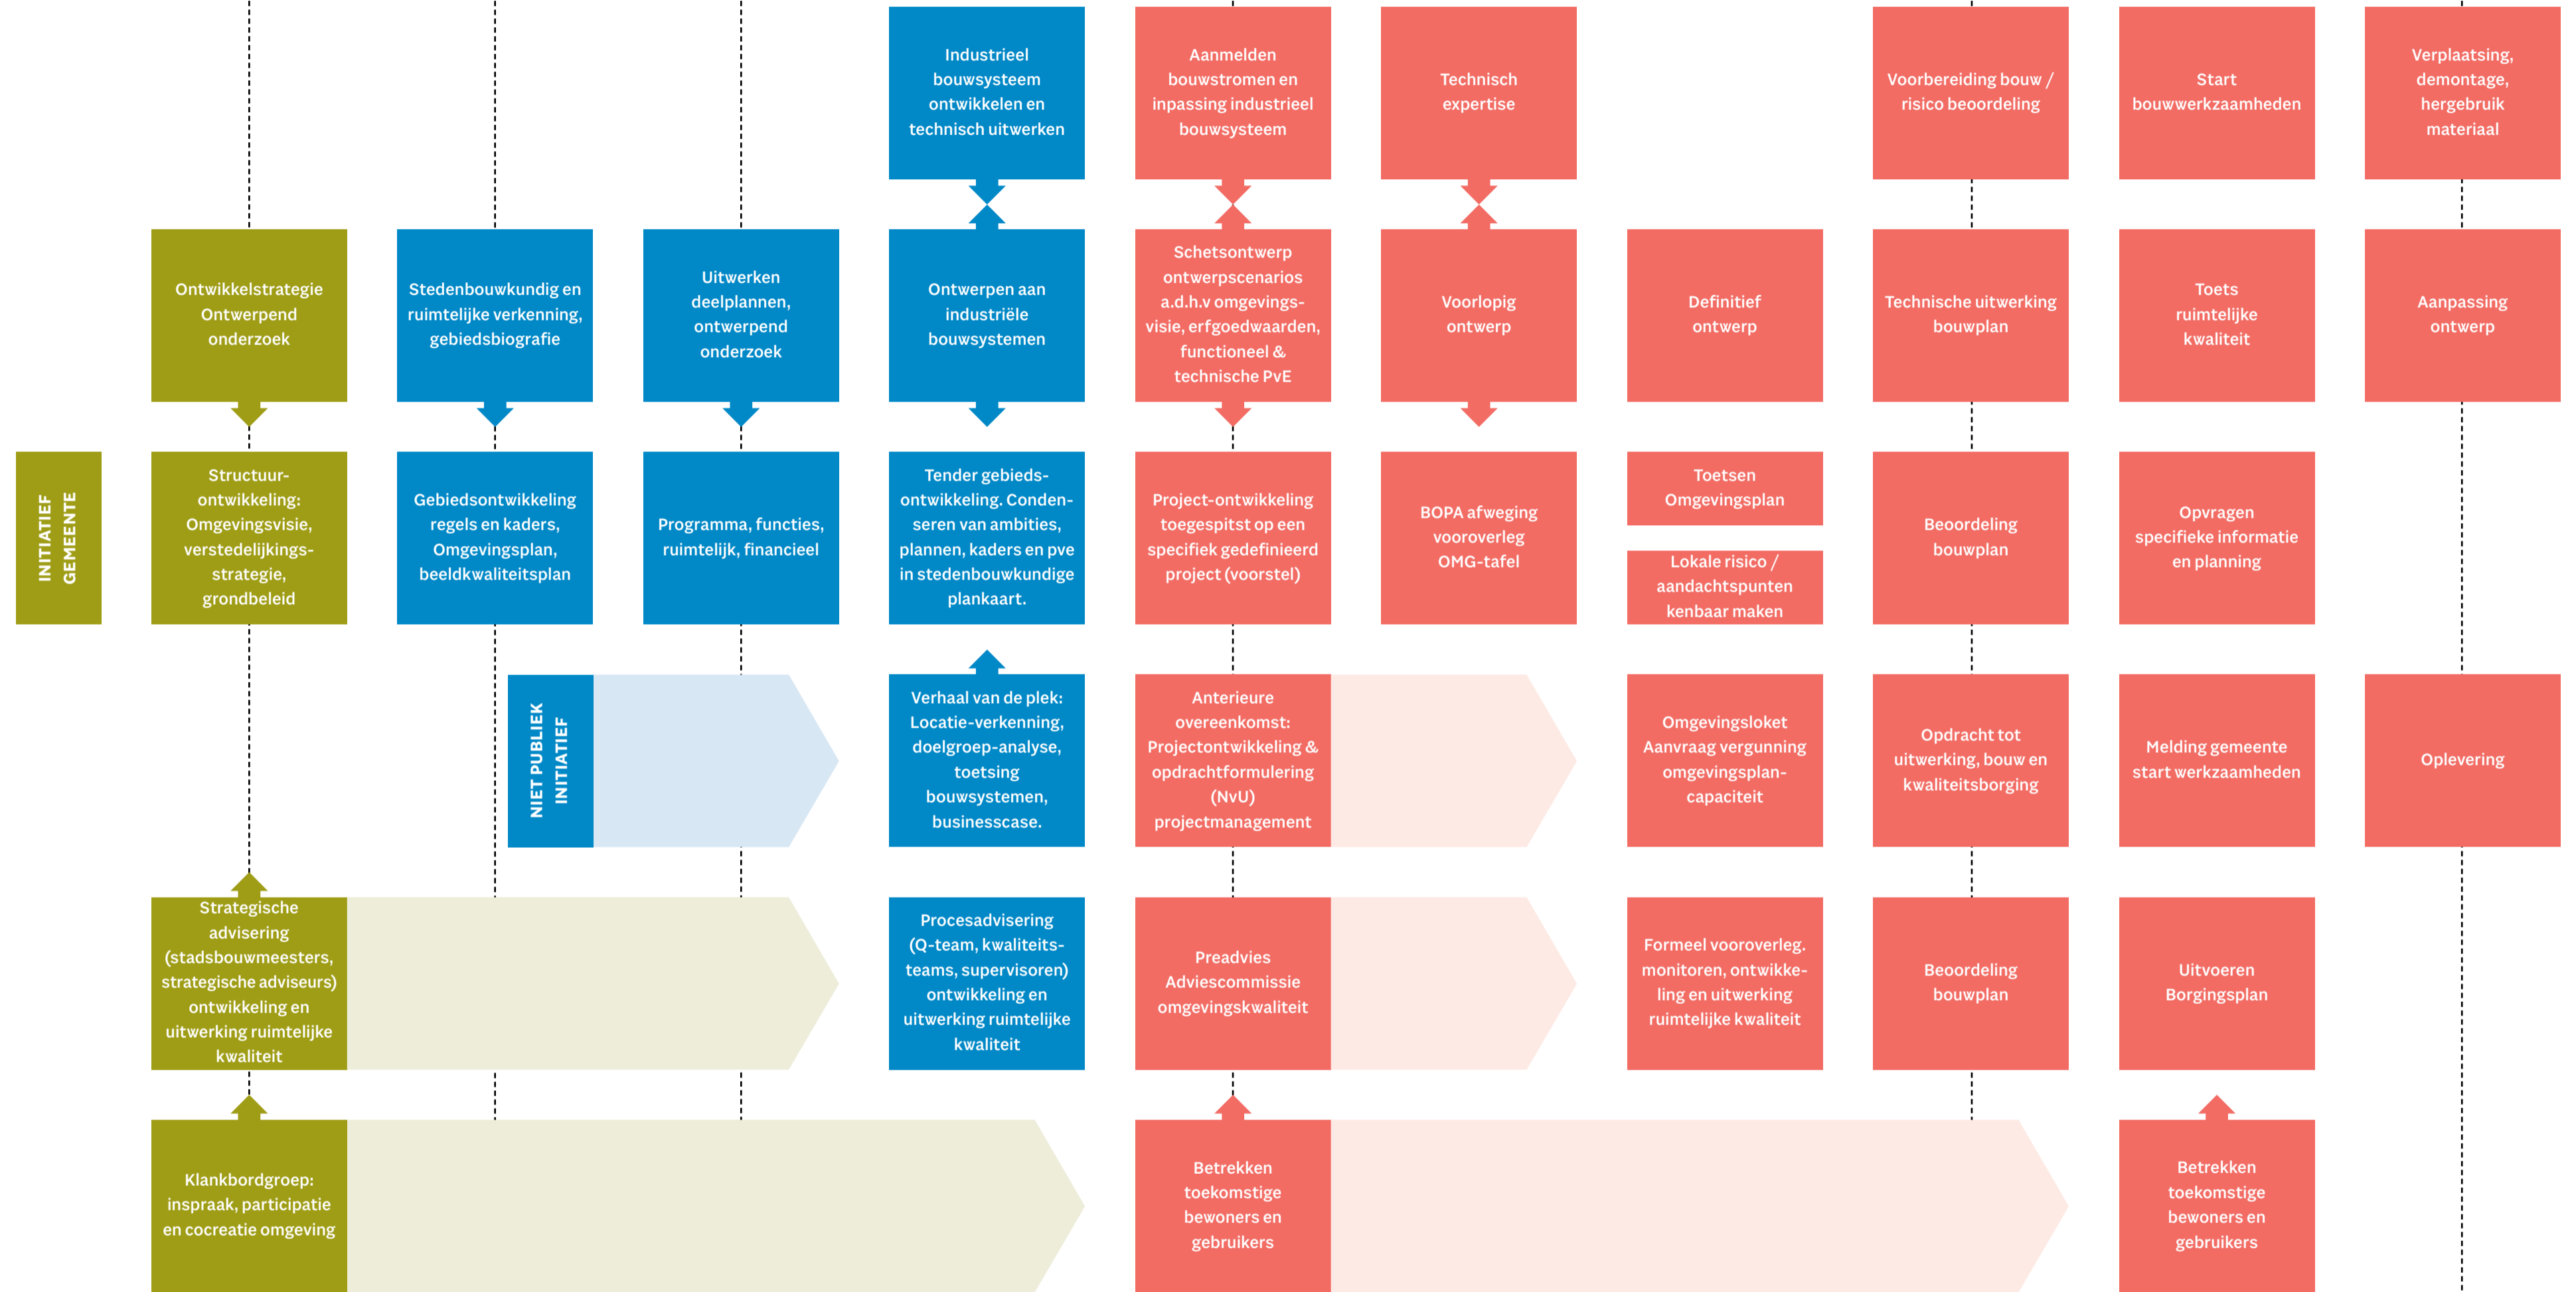 Industrieel
bouwsysteem
ontwikkelen en
technisch uitwerken
Aanmelden
bouwstromen en
inpassing industrieel
bouwsysteem
Technisch
expertise
Voorbereiding bouw /
risico beoordeling
Start
bouwwerkzaamheden
Verplaatsing,
demontage,
hergebruik
materiaal
Ontwikkelstrategie
Ontwerpend
onderzoek
Stedenbouwkundig en
ruimtelijke verkenning,
gebiedsbiografie
Uitwerken
deelplannen,
ontwerpend
onderzoek
Ontwerpen aan
industriële
bouwsystemen
Schetsontwerp
ontwerpscenarios
a.d.h.v omgevings-
visie, erfgoedwaarden,
functioneel &
technische PvE
Voorlopig
ontwerp
Definitief
ontwerp
Technische uitwerking
bouwplan
Toets
ruimtelijke
kwaliteit
Aanpassing
ontwerp
INITIATIEF
GEMEENTE
Structuur-
ontwikkeling:
Omgevingsvisie,
verstedelijkings-
strategie,
grondbeleid
Gebiedsontwikkeling
regels en kaders,
Omgevingsplan,
beeldkwaliteitsplan
Programma, functies,
ruimtelijk, financieel
Tender gebieds-
ontwikkeling. Conden-
seren van ambities,
plannen, kaders en pve
in stedenbouwkundige
plankaart.
Project-ontwikkeling
toegespitst op een
specifiek gedefinieerd
project (voorstel)
BOPA afweging
vooroverleg
OMG-tafel
Toetsen
Omgevingsplan
Lokale risico /
aandachtspunten
kenbaar maken
Beoordeling
bouwplan
Opvragen
specifieke informatie
en planning
NIET PUBLIEK
INITIATIEF
Verhaal van de plek:
Locatie-verkenning,
doelgroep-analyse,
toetsing
bouwsystemen,
businesscase.
Anterieure
overeenkomst:
Projectontwikkeling &
opdrachtformulering
(NvU)
projectmanagement
Omgevingsloket
Aanvraag vergunning
omgevingsplan-
capaciteit
Opdracht tot
uitwerking, bouw en
kwaliteitsborging
Melding gemeente
start werkzaamheden
Oplevering
Strategische
advisering
(stadsbouwmeesters,
strategische adviseurs)
ontwikkeling en
uitwerking ruimtelijke
kwaliteit
Procesadvisering
(Q-team, kwaliteits-
teams, supervisoren)
ontwikkeling en
uitwerking ruimtelijke
kwaliteit
Preadvies
Adviescommissie
omgevingskwaliteit
Formeel vooroverleg.
monitoren, ontwikke-
ling en uitwerking
ruimtelijke kwaliteit
Beoordeling
bouwplan
Uitvoeren
Borgingsplan
Klankbordgroep:
inspraak, participatie
en cocreatie omgeving
Betrekken
toekomstige
bewoners en
gebruikers
Betrekken
toekomstige
bewoners en
gebruikers